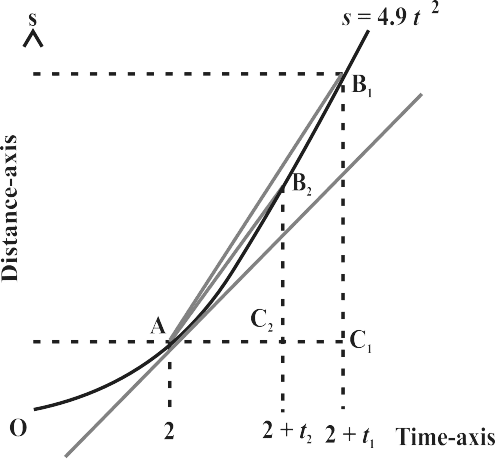 s
s = 4.9 t²
B₁
Distance-axis
B₂
A
C₂
C₁
O
2
2 + t₂
2 + t₁
Time-axis